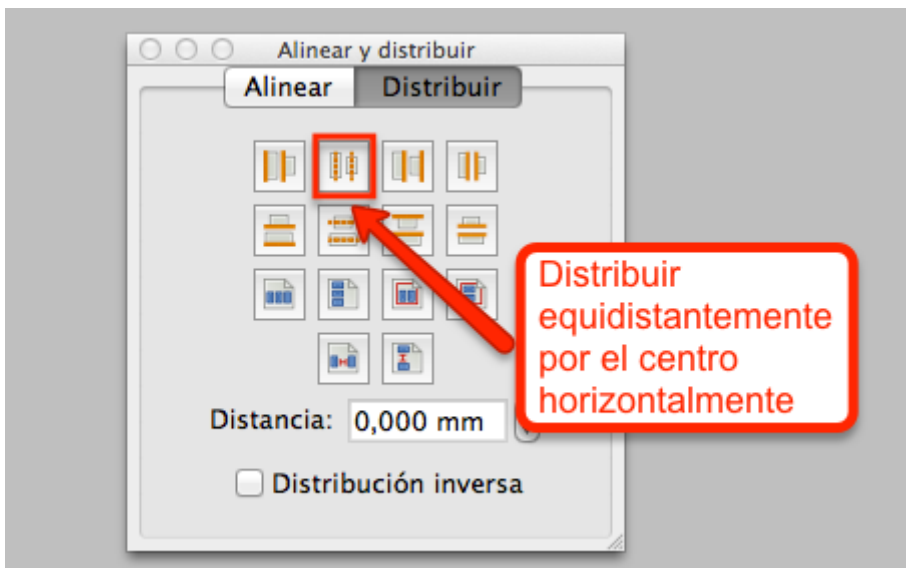 Alinear y distribuir
Alinear
Distribuir
Distribuir
equidistantemente
por el centro
horizontalmente
Distancia: 0,000 mm
Distribución inversa